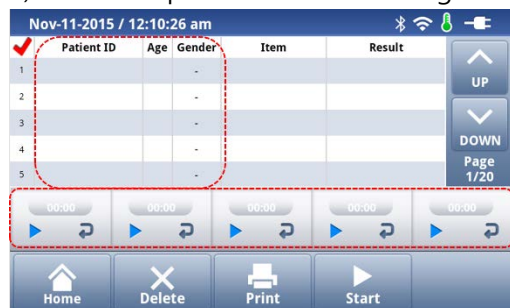 Nov-11-2015 / 12:10:26 am
Patient ID Age Gender Item Result
1 -
2 -
3 -
4 -
5 -
UP
DOWN
Page
1/20
00:00 00:00 00:00 00:00 00:00
Home Delete Print Start